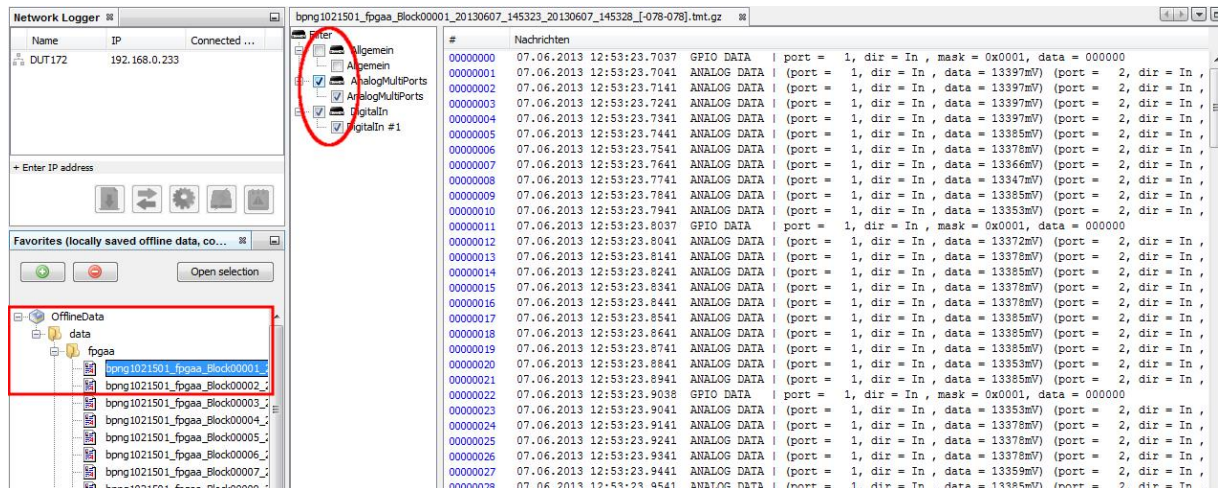 Network Logger
Name IP Connected ...
DUT172 192.168.0.233
+ Enter IP address
Favorites (locally saved offline data, co...
Open selection
OfflineData
data
fpgaa
bpng1021501_fpgaa_Block00001_2
bpng1021501_fpgaa_Block00002_2
bpng1021501_fpgaa_Block00003_2
bpng1021501_fpgaa_Block00004_2
bpng1021501_fpgaa_Block00005_2
bpng1021501_fpgaa_Block00006_2
bpng1021501_fpgaa_Block00007_2
bpng1021501_fpgaa_Block00001_20130607_145323_20130607_145328_[-078-078].tmt.gz
Filter
Allgemein
Allgemein
AnalogMultiPorts
AnalogMultiPorts
DigitalIn
DigitalIn #1
# Nachrichten
00000000 07.06.2013 12:53:23.7037 GPIO DATA | port = 1, dir = In , mask = 0x0001, data = 000000
00000001 07.06.2013 12:53:23.7041 ANALOG DATA | (port = 1, dir = In , data = 13397mV) (port = 2, dir = In ,
00000002 07.06.2013 12:53:23.7141 ANALOG DATA | (port = 1, dir = In , data = 13397mV) (port = 2, dir = In ,
00000003 07.06.2013 12:53:23.7241 ANALOG DATA | (port = 1, dir = In , data = 13397mV) (port = 2, dir = In ,
00000004 07.06.2013 12:53:23.7341 ANALOG DATA | (port = 1, dir = In , data = 13397mV) (port = 2, dir = In ,
00000005 07.06.2013 12:53:23.7441 ANALOG DATA | (port = 1, dir = In , data = 13385mV) (port = 2, dir = In ,
00000006 07.06.2013 12:53:23.7541 ANALOG DATA | (port = 1, dir = In , data = 13378mV) (port = 2, dir = In ,
00000007 07.06.2013 12:53:23.7641 ANALOG DATA | (port = 1, dir = In , data = 13366mV) (port = 2, dir = In ,
00000008 07.06.2013 12:53:23.7741 ANALOG DATA | (port = 1, dir = In , data = 13347mV) (port = 2, dir = In ,
00000009 07.06.2013 12:53:23.7841 ANALOG DATA | (port = 1, dir = In , data = 13385mV) (port = 2, dir = In ,
00000010 07.06.2013 12:53:23.7941 ANALOG DATA | (port = 1, dir = In , data = 13353mV) (port = 2, dir = In ,
00000011 07.06.2013 12:53:23.8037 GPIO DATA | port = 1, dir = In , mask = 0x0001, data = 000000
00000012 07.06.2013 12:53:23.8041 ANALOG DATA | (port = 1, dir = In , data = 13372mV) (port = 2, dir = In ,
00000013 07.06.2013 12:53:23.8141 ANALOG DATA | (port = 1, dir = In , data = 13378mV) (port = 2, dir = In ,
00000014 07.06.2013 12:53:23.8241 ANALOG DATA | (port = 1, dir = In , data = 13385mV) (port = 2, dir = In ,
00000015 07.06.2013 12:53:23.8341 ANALOG DATA | (port = 1, dir = In , data = 13378mV) (port = 2, dir = In ,
00000016 07.06.2013 12:53:23.8441 ANALOG DATA | (port = 1, dir = In , data = 13378mV) (port = 2, dir = In ,
00000017 07.06.2013 12:53:23.8541 ANALOG DATA | (port = 1, dir = In , data = 13385mV) (port = 2, dir = In ,
00000018 07.06.2013 12:53:23.8641 ANALOG DATA | (port = 1, dir = In , data = 13385mV) (port = 2, dir = In ,
00000019 07.06.2013 12:53:23.8741 ANALOG DATA | (port = 1, dir = In , data = 13385mV) (port = 2, dir = In ,
00000020 07.06.2013 12:53:23.8841 ANALOG DATA | (port = 1, dir = In , data = 13353mV) (port = 2, dir = In ,
00000021 07.06.2013 12:53:23.8941 ANALOG DATA | (port = 1, dir = In , data = 13385mV) (port = 2, dir = In ,
00000022 07.06.2013 12:53:23.9038 GPIO DATA | port = 1, dir = In , mask = 0x0001, data = 000000
00000023 07.06.2013 12:53:23.9041 ANALOG DATA | (port = 1, dir = In , data = 13353mV) (port = 2, dir = In ,
00000024 07.06.2013 12:53:23.9141 ANALOG DATA | (port = 1, dir = In , data = 13378mV) (port = 2, dir = In ,
00000025 07.06.2013 12:53:23.9241 ANALOG DATA | (port = 1, dir = In , data = 13378mV) (port = 2, dir = In ,
00000026 07.06.2013 12:53:23.9341 ANALOG DATA | (port = 1, dir = In , data = 13378mV) (port = 2, dir = In ,
00000027 07.06.2013 12:53:23.9441 ANALOG DATA | (port = 1, dir = In , data = 13359mV) (port = 2, dir = In ,
00000028 07.06.2013 12:53:23.9541 ANALOG DATA | (port = 1, dir = In , data = 13385mV) (port = 2, dir = In ,